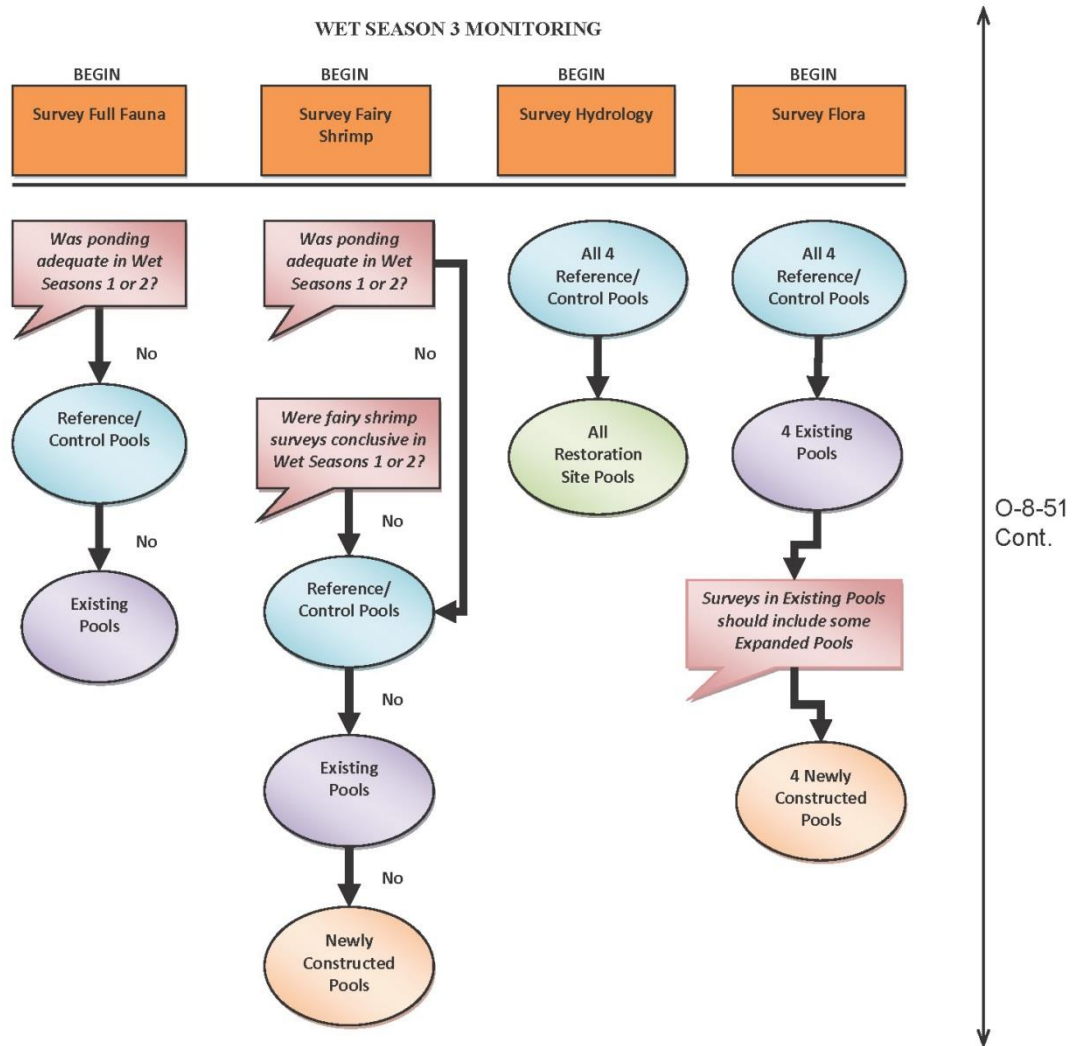 WET SEASON 3 MONITORING
BEGIN
Survey Full Fauna
BEGIN
Survey Fairy
Shrimp
BEGIN
Survey Hydrology
BEGIN
Survey Flora
Was ponding
adequate in Wet
Seasons 1 or 2?
No
Reference/
Control Pools
No
Existing
Pools
Was ponding
adequate in Wet
Seasons 1 or 2?
No
Were fairy shrimp
surveys conclusive in
Wet Seasons 1 or 2?
No
Reference/
Control Pools
No
Existing
Pools
No
Newly
Constructed
Pools
All 4
Reference/
Control Pools
All
Restoration
Site Pools
All 4
Reference/
Control Pools
4 Existing
Pools
Surveys in Existing Pools
should include some
Expanded Pools
4 Newly
Constructed
Pools
O-8-51
Cont.